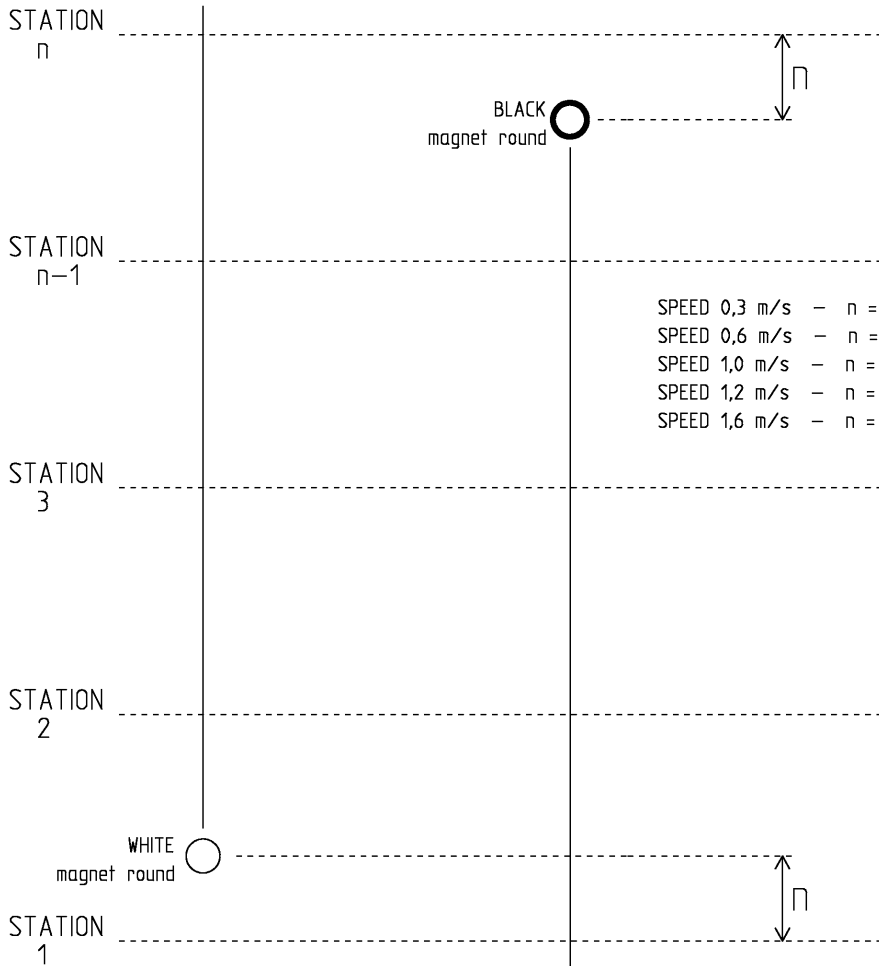 STATION
n
n
BLACK
magnet round
STATION
n-1
SPEED 0,3 m/s - n =
SPEED 0,6 m/s - n =
SPEED 1,0 m/s - n =
SPEED 1,2 m/s - n =
SPEED 1,6 m/s - n =
STATION
3
STATION
2
WHITE
magnet round
n
STATION
1